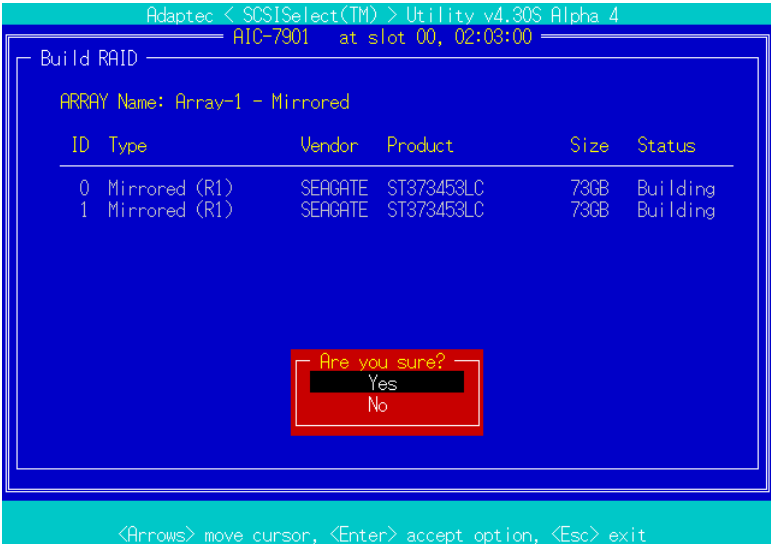 Adaptec < SCSISelect(TM) > Utility v4.30S Alpha 4
AIC-7901 at slot 00, 02:03:00
Build RAID
ARRAY Name: Array-1 - Mirrored
ID Type Vendor Product Size Status
0 Mirrored (R1) SEAGATE ST373453LC 73GB Building
1 Mirrored (R1) SEAGATE ST373453LC 73GB Building
Are you sure?
Yes
No
<Arrows> move cursor, <Enter> accept option, <Esc> exit